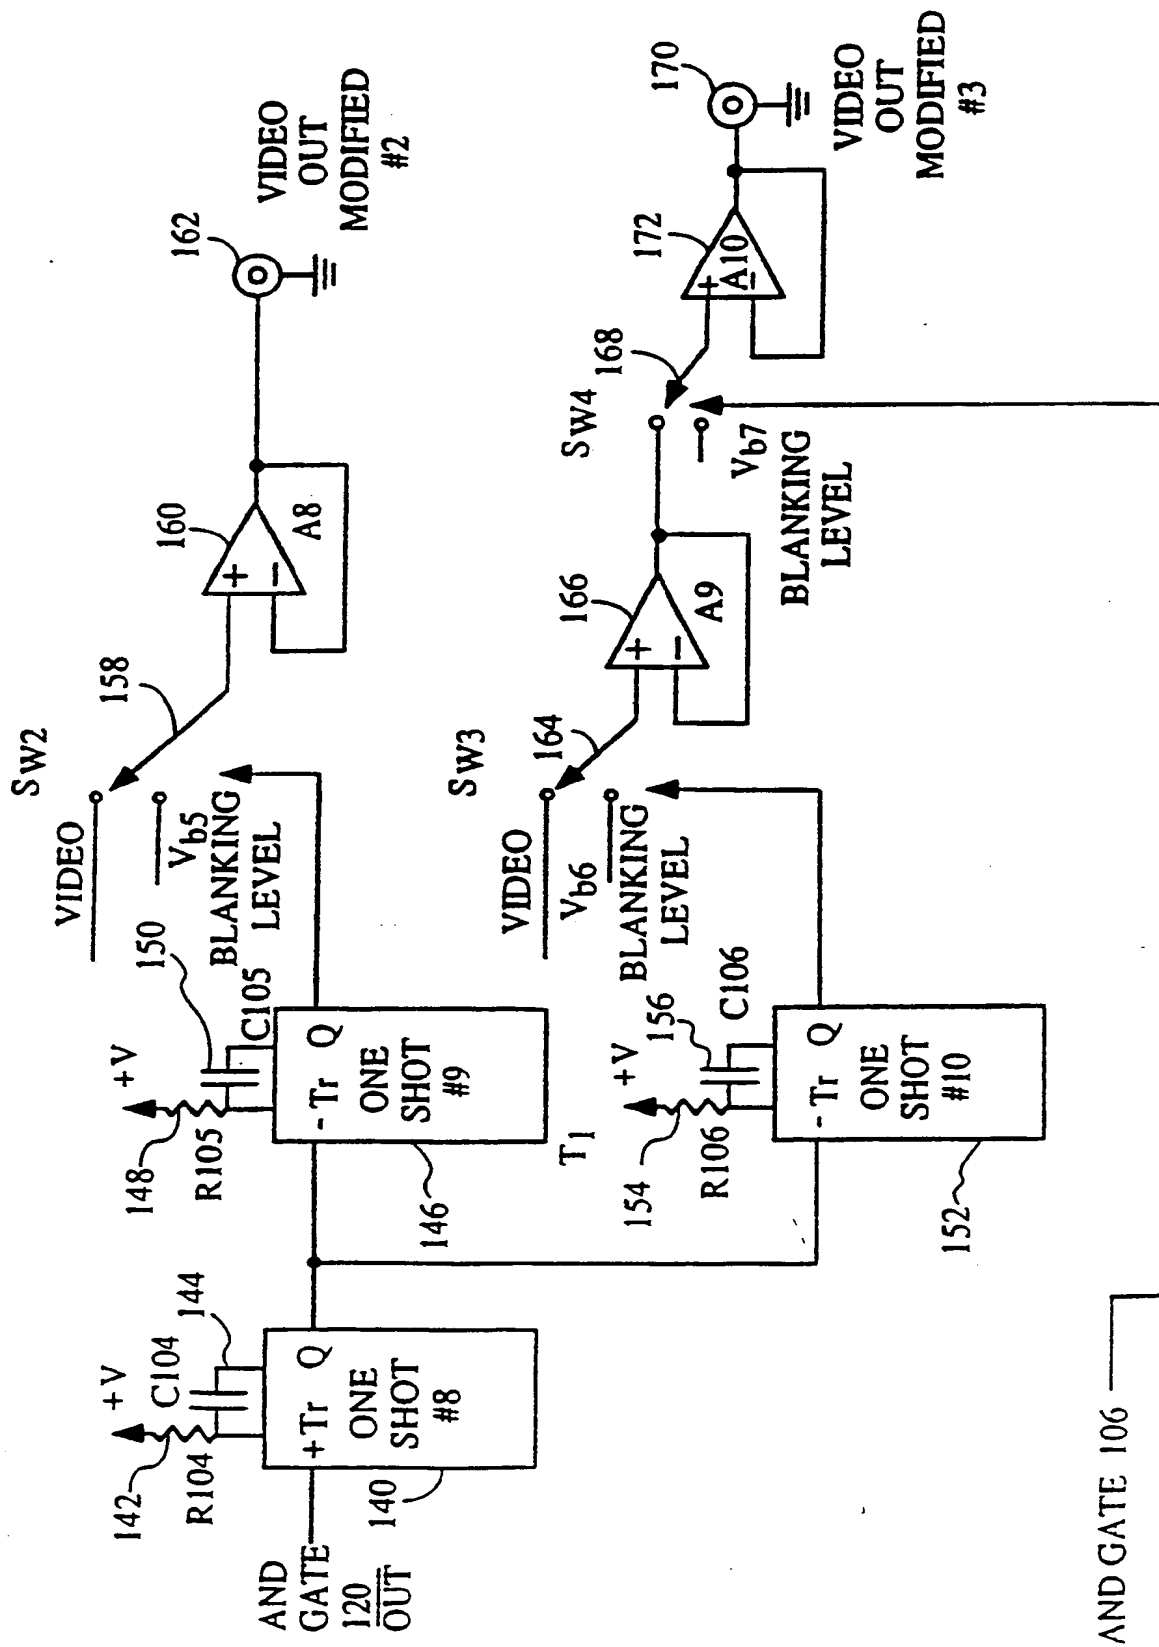 AND
GATE
120
OUT
142
R104
+V
C104
144
+Tr Q
ONE
SHOT
#8
140
148
R105
+V
150
C105
- Tr Q
ONE
SHOT
#9
146
T1
VIDEO
Vb5
BLANKING
LEVEL
SW2
158
160
+
-
A8
162
VIDEO
OUT
MODIFIED
#2
154
R106
+V
156
C106
- Tr Q
ONE
SHOT
#10
152
VIDEO
Vb6
BLANKING
LEVEL
SW3
164
166
+
-
A9
SW4
168
Vb7
BLANKING
LEVEL
172
+
A10
-
170
VIDEO
OUT
MODIFIED
#3
AND GATE 106